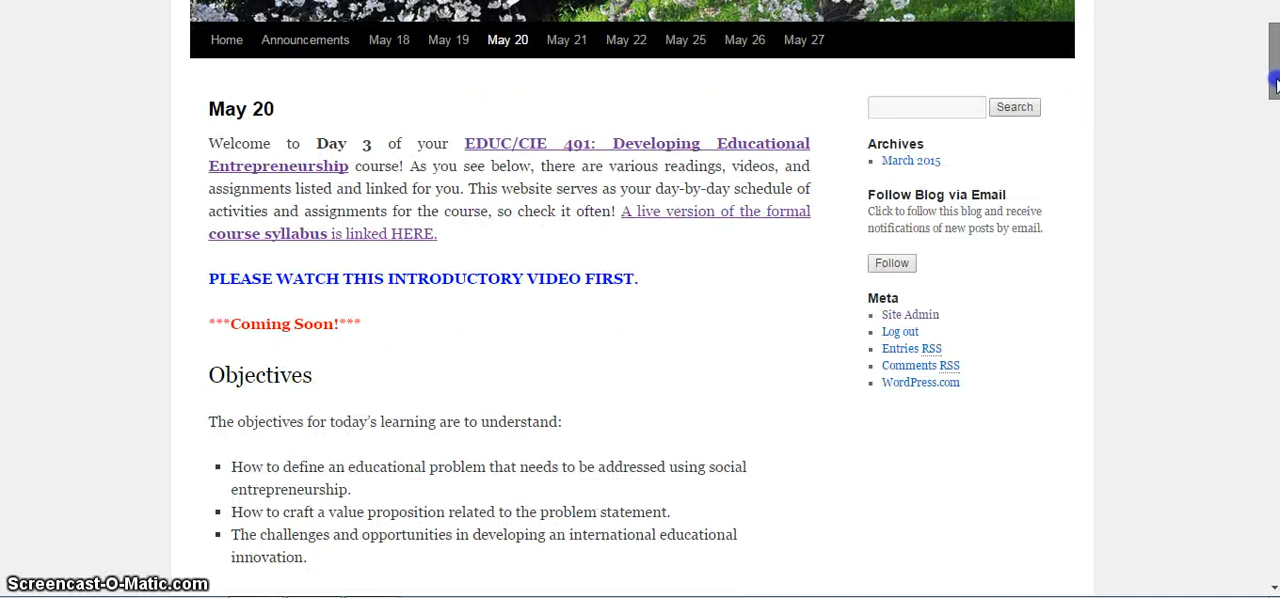 Home Announcements May 18 May 19 May 20 May 21 May 22 May 25 May 26 May 27
May 20
Welcome to Day 3 of your EDUC/CIE 491: Developing Educational
Entrepreneurship course! As you see below, there are various readings, videos, and
assignments listed and linked for you. This website serves as your day-by-day schedule of
activities and assignments for the course, so check it often! A live version of the formal
course syllabus is linked HERE.
PLEASE WATCH THIS INTRODUCTORY VIDEO FIRST.
***Coming Soon!***
Objectives
The objectives for today's learning are to understand:
How to define an educational problem that needs to be addressed using social
entrepreneurship.
How to craft a value proposition related to the problem statement.
The challenges and opportunities in developing an international educational
innovation.
Search
Archives
March 2015
Follow Blog via Email
Click to follow this blog and receive
notifications of new posts by email.
Follow
Meta
Site Admin
Log out
Entries RSS
Comments RSS
WordPress.com
Screencast-O-Matic.com